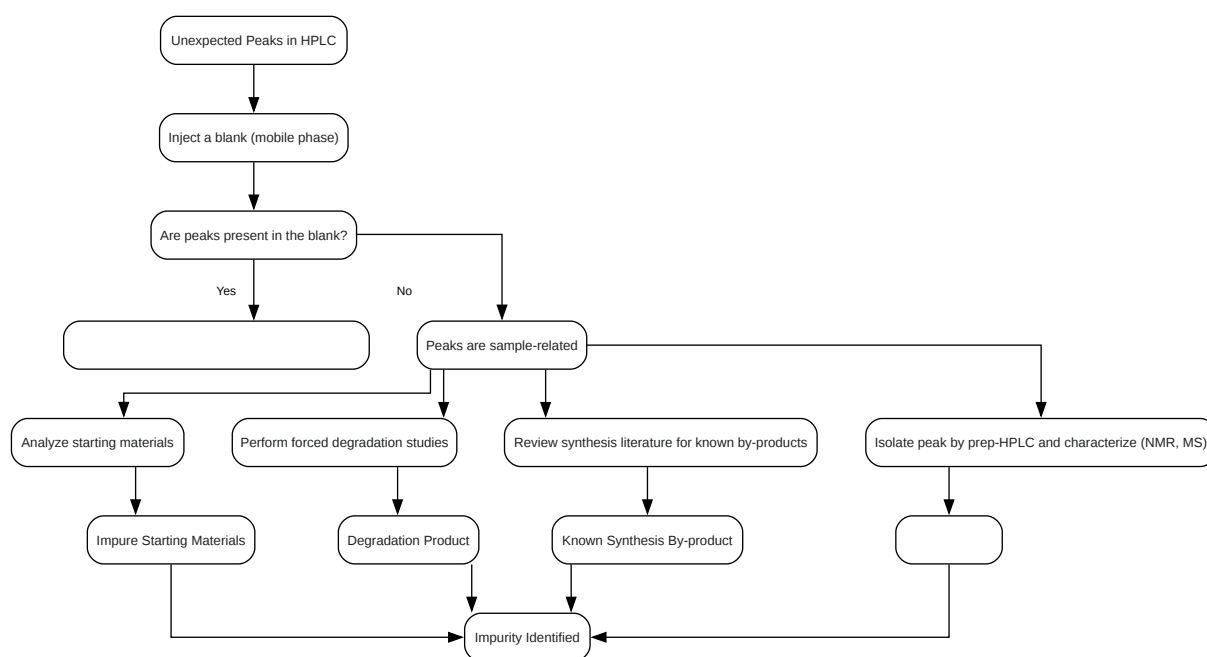 Unexpected Peaks in HPLC
Inject a blank (mobile phase)
Are peaks present in the blank?
Yes
No
Peaks are sample-related
Analyze starting materials
Perform forced degradation studies
Review synthesis literature for known by-products
Isolate peak by prep-HPLC and characterize (NMR, MS)
Impure Starting Materials
Degradation Product
Known Synthesis By-product
Impurity Identified